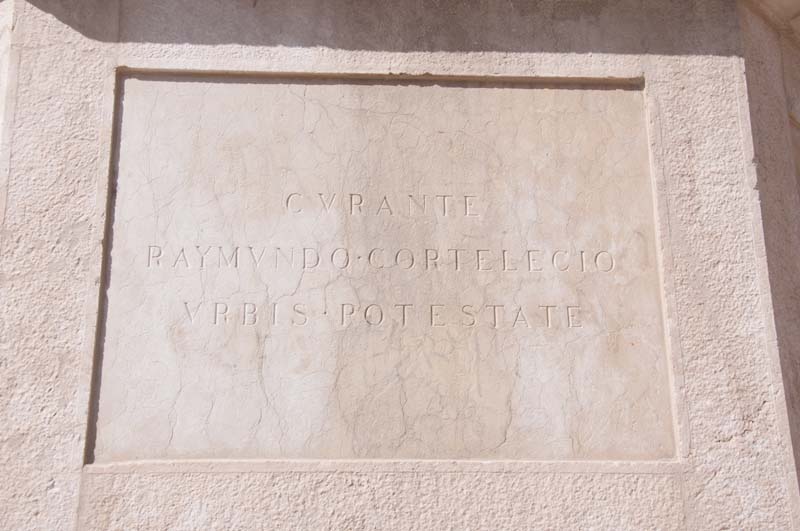 CVRANTE
RAYMVNDO · CORTELECIO
VRBIS · POTESTATE